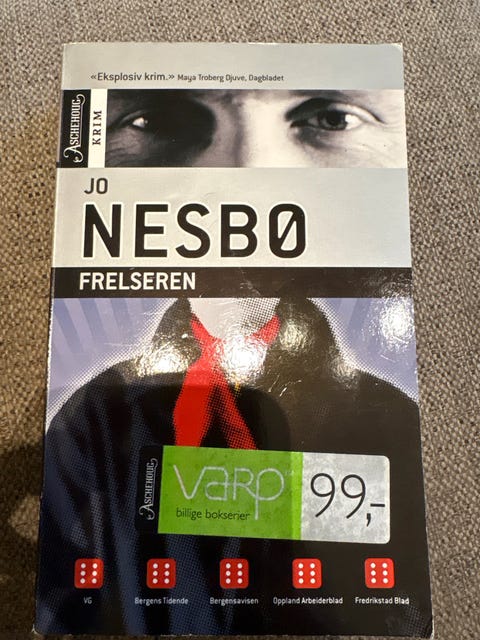 «Eksplosiv krim.» Maya Troberg Djuve, Dagbladet
ASCHEHOUG
KRIM
JO
NESBØ
FRELSEREN
ASCHEHOUG
varp
billige bokserier
99,-
VG
Bergens Tidende
Bergensavisen
Oppland Arbeiderblad
Fredrikstad Blad